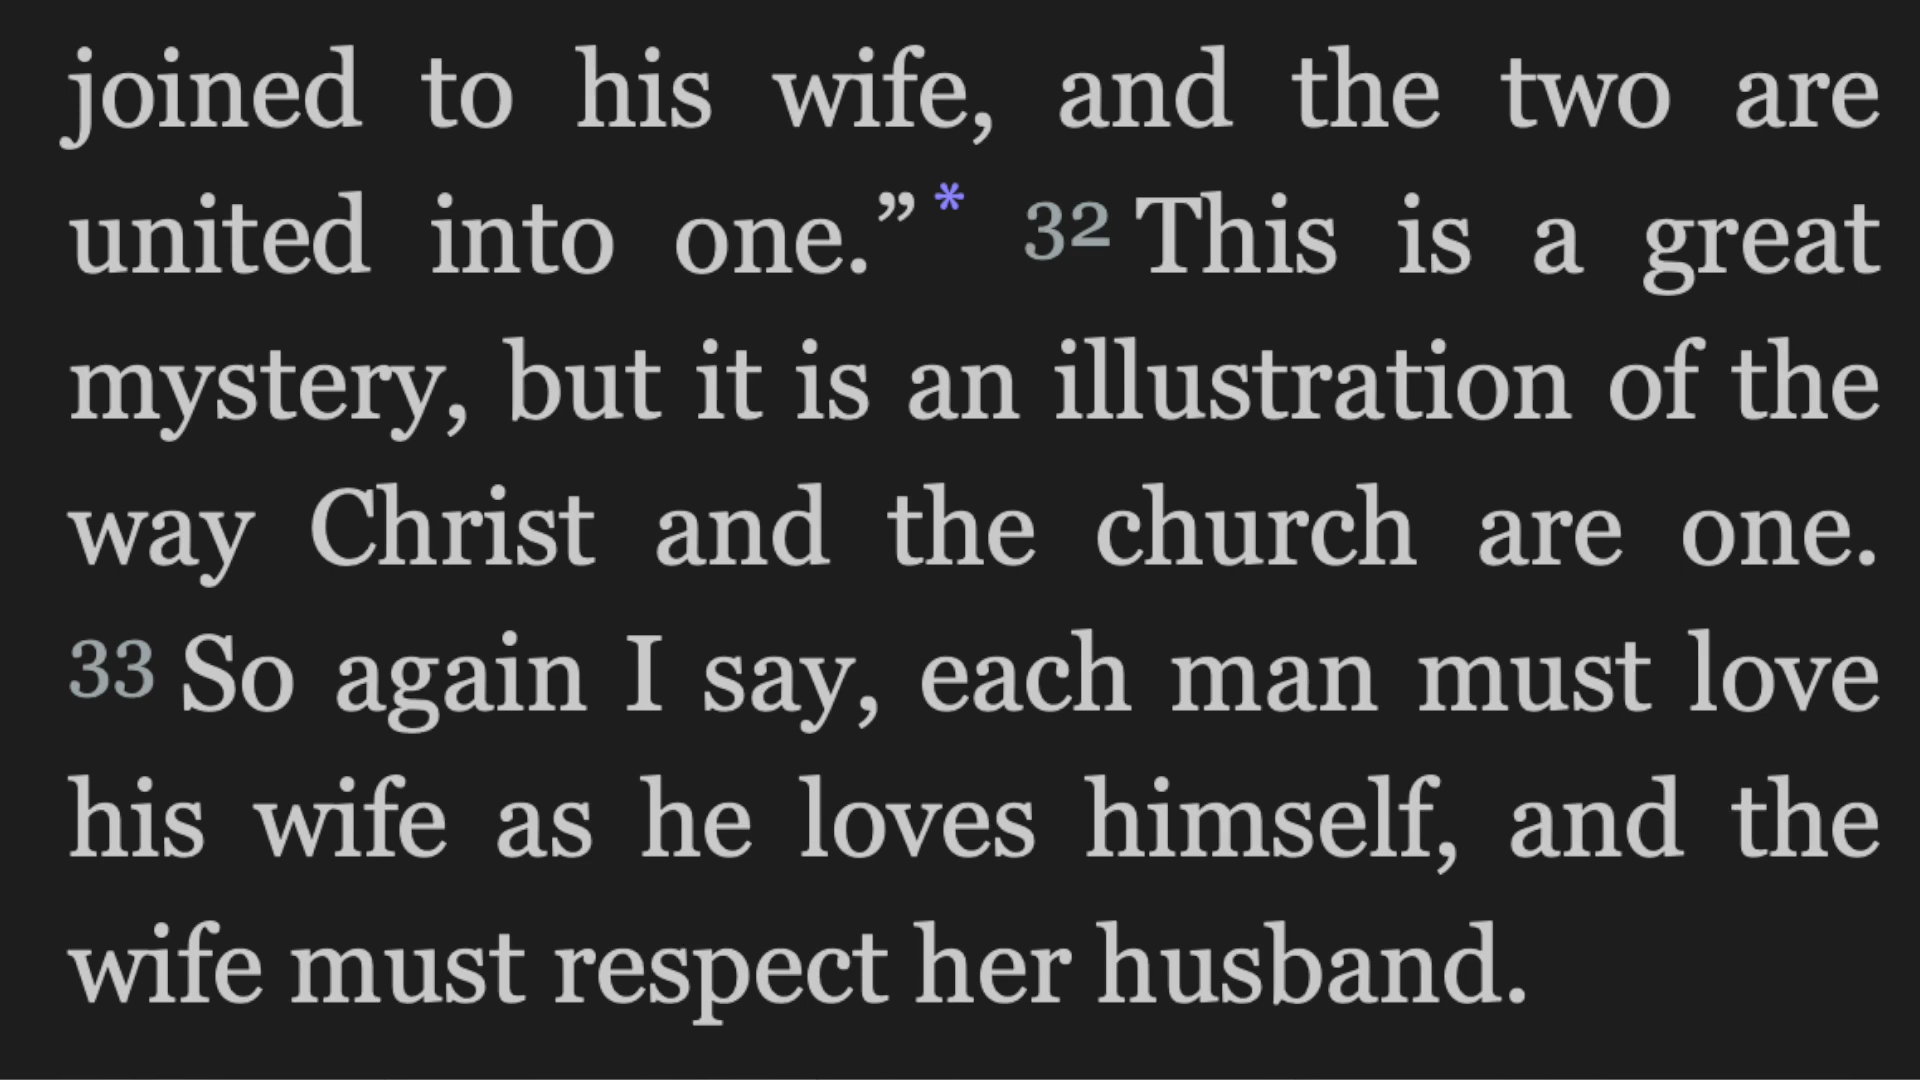 joined to his wife, and the two are
united into one.”* 32 This is a great
mystery, but it is an illustration of the
way Christ and the church are one.
33 So again I say, each man must love
his wife as he loves himself, and the
wife must respect her husband.